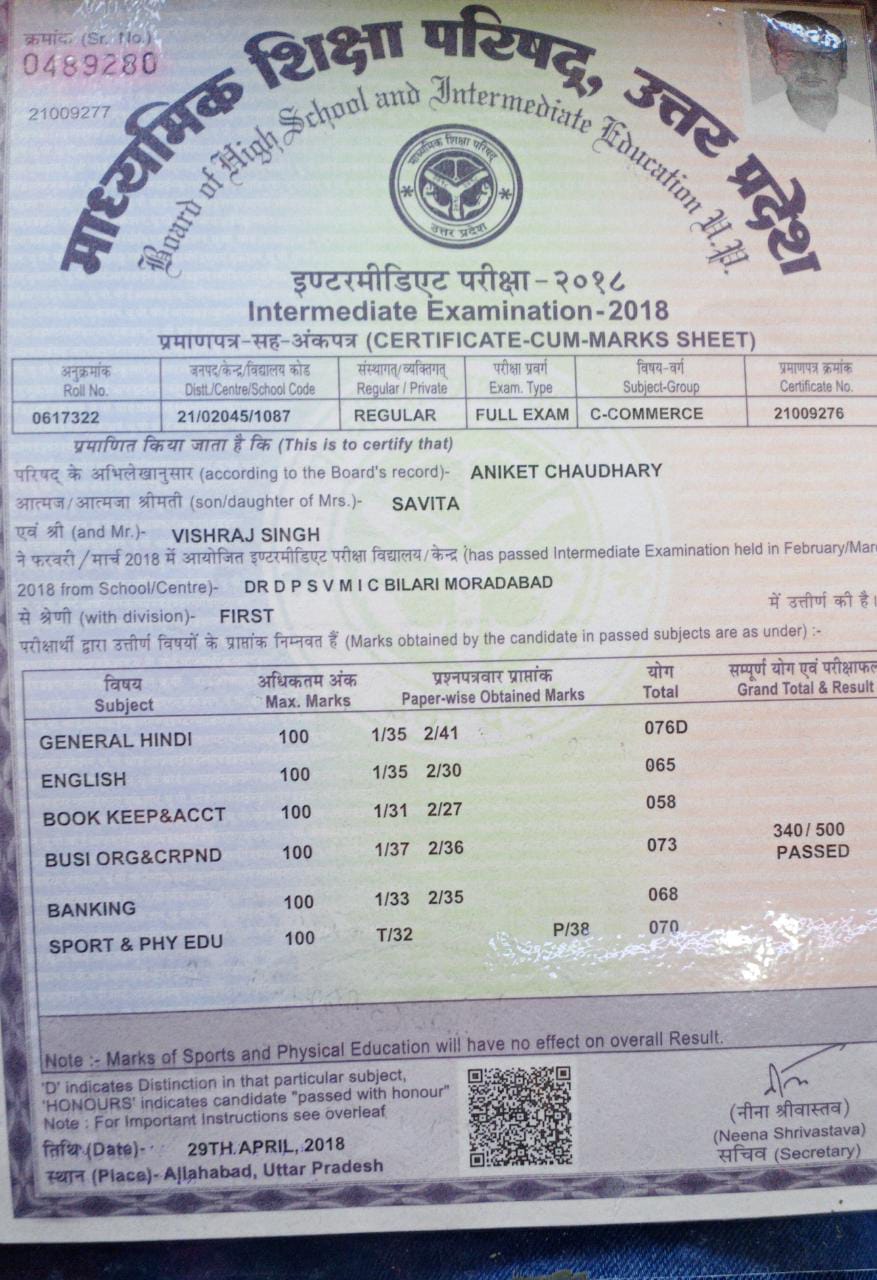 क्रमांक (Sr. No.)
0489280
21009277
माध्यमिक शिक्षा परिषद्, उत्तर प्रदेश
Board of High School and Intermediate Education U.P.
माध्यमिक शिक्षा परिषद
उत्तर प्रदेश
इण्टरमीडिएट परीक्षा - २०१८
Intermediate Examination - 2018
प्रमाणपत्र-सह-अंकपत्र (CERTIFICATE-CUM-MARKS SHEET)
अनुक्रमांक जनपद/केन्द्र/विद्यालय कोड संस्थागत्/व्यक्तिगत् परीक्षा प्रवर्ग विषय-वर्ग प्रमाणपत्र क्रमांक
Roll No. Distt./Centre/School Code Regular / Private Exam. Type Subject-Group Certificate No.
0617322 21/02045/1087 REGULAR FULL EXAM C-COMMERCE 21009276
प्रमाणित किया जाता है कि (This is to certify that)
परिषद् के अभिलेखानुसार (according to the Board's record)- ANIKET CHAUDHARY
आत्मज/आत्मजा श्रीमती (son/daughter of Mrs.)- SAVITA
एवं श्री (and Mr.)- VISHRAJ SINGH
ने फरवरी/मार्च 2018 में आयोजित इण्टरमीडिएट परीक्षा विद्यालय/केन्द्र (has passed Intermediate Examination held in February/Mar
2018 from School/Centre)- DR D P S V M I C BILARI MORADABAD
से श्रेणी (with division)- FIRST में उत्तीर्ण की है।
परीक्षार्थी द्वारा उत्तीर्ण विषयों के प्राप्तांक निम्नवत हैं (Marks obtained by the candidate in passed subjects are as under) :-
विषय अधिकतम अंक प्रश्नपत्रवार प्राप्तांक योग सम्पूर्ण योग एवं परीक्षाफल
Subject Max. Marks Paper-wise Obtained Marks Total Grand Total & Result
GENERAL HINDI 100 1/35 2/41 076D
ENGLISH 100 1/35 2/30 065
BOOK KEEP&ACCT 100 1/31 2/27 058
BUSI ORG&CRPND 100 1/37 2/36 073 340/500
PASSED
BANKING 100 1/33 2/35 068
SPORT & PHY EDU 100 T/32 P/38 070
Note :- Marks of Sports and Physical Education will have no effect on overall Result.
'D' indicates Distinction in that particular subject,
'HONOURS' indicates candidate "passed with honour"
Note : For Important Instructions see overleaf
तिथि (Date)- 29TH.APRIL, 2018
स्थान (Place)- Allahabad, Uttar Pradesh
(नीना श्रीवास्तव)
(Neena Shrivastava)
सचिव (Secretary)